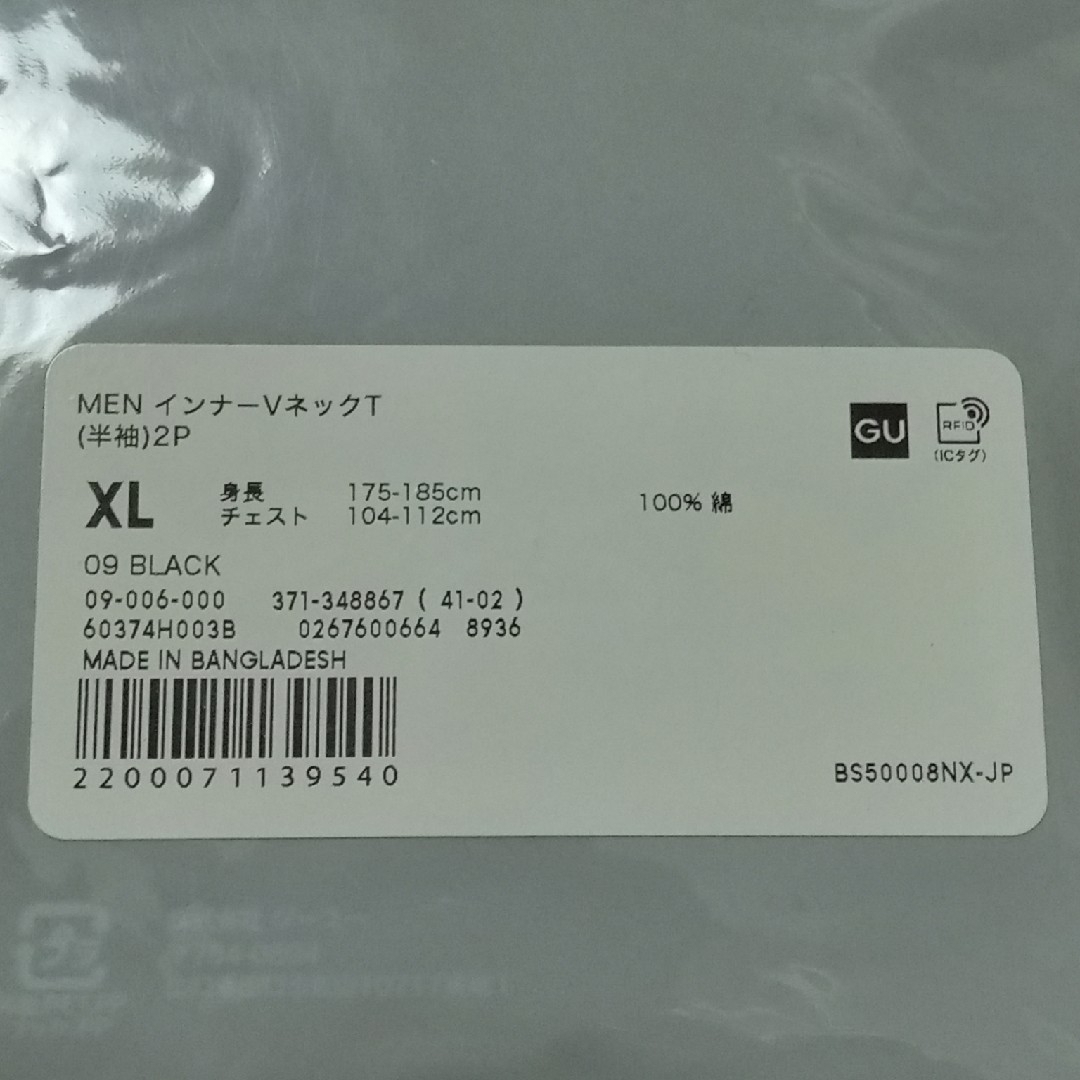 MEN インナーVネックT
(半袖)2P
GU
RFID
(ICタグ)
XL 身長 175-185cm
チェスト 104-112cm
100% 綿
09 BLACK
09-006-000 371-348867 ( 41-02 )
60374H003B 0267600664 8936
MADE IN BANGLADESH
2200071139540
BS50008NX-JP
プラ